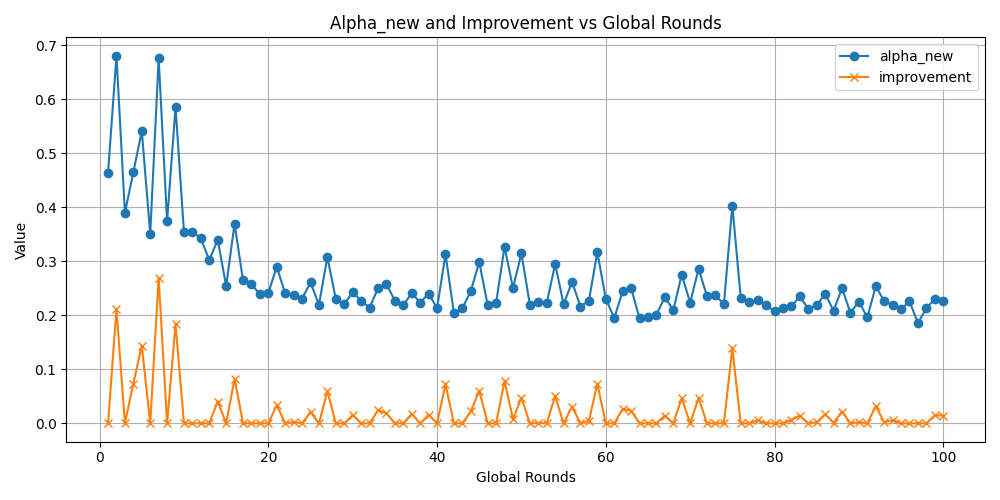 Alpha_new and Improvement vs Global Rounds
alpha_new
improvement
Value
0.7
0.6
0.5
0.4
0.3
0.2
0.1
0.0
0 20 40 60 80 100
Global Rounds